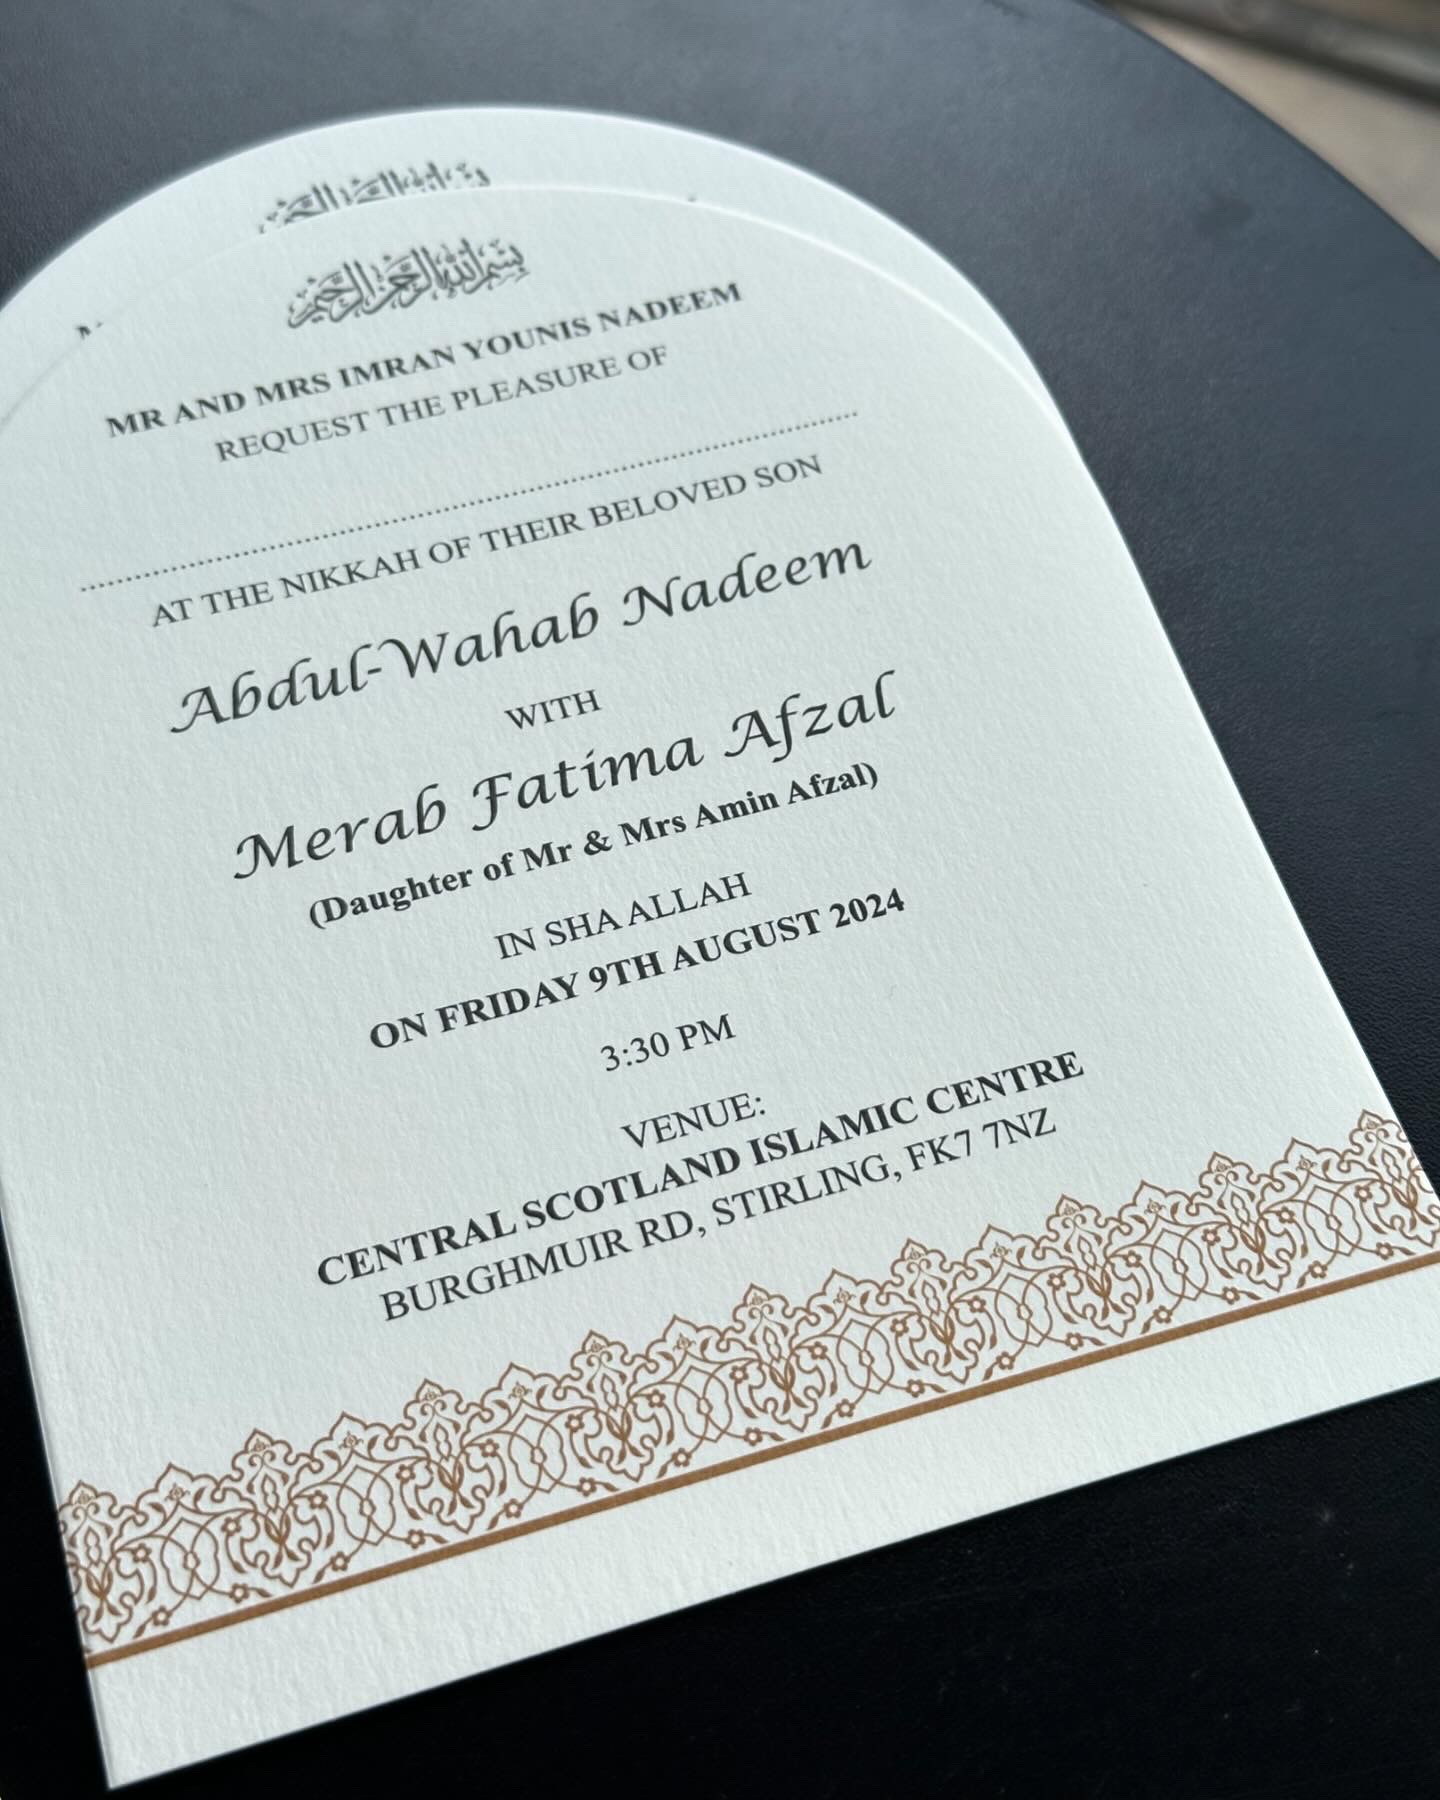 بسم الله الرحمن الرحيم
MR AND MRS IMRAN YOUNIS NADEEM
REQUEST THE PLEASURE OF
AT THE NIKKAH OF THEIR BELOVED SON
Abdul-Wahab Nadeem
WITH
Merab Fatima Afzal
(Daughter of Mr & Mrs Amin Afzal)
IN SHA ALLAH
ON FRIDAY 9TH AUGUST 2024
3:30 PM
VENUE:
CENTRAL SCOTLAND ISLAMIC CENTRE
BURGHMUIR RD, STIRLING, FK7 7NZ